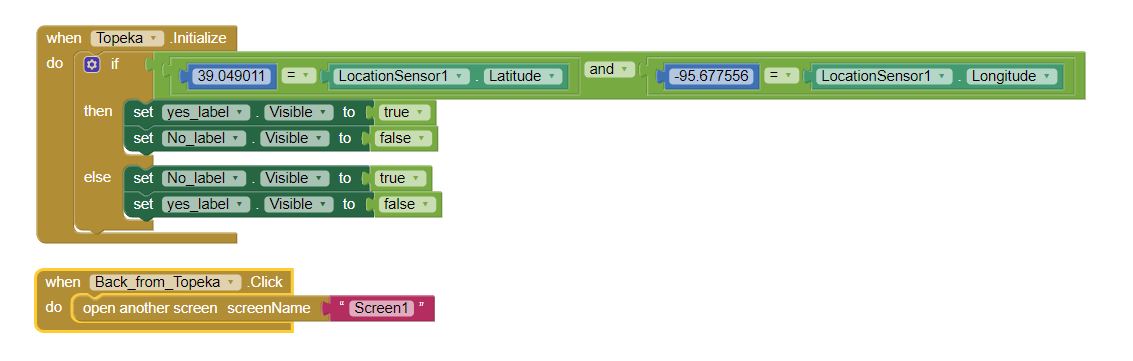 when Topeka .Initialize
do if 39.049011 = LocationSensor1 . Latitude and -95.677556 = LocationSensor1 . Longitude
then set yes_label . Visible to true
set No_label . Visible to false
else set No_label . Visible to true
set yes_label . Visible to false
when Back_from_Topeka .Click
do open another screen screenName “ Screen1 ”